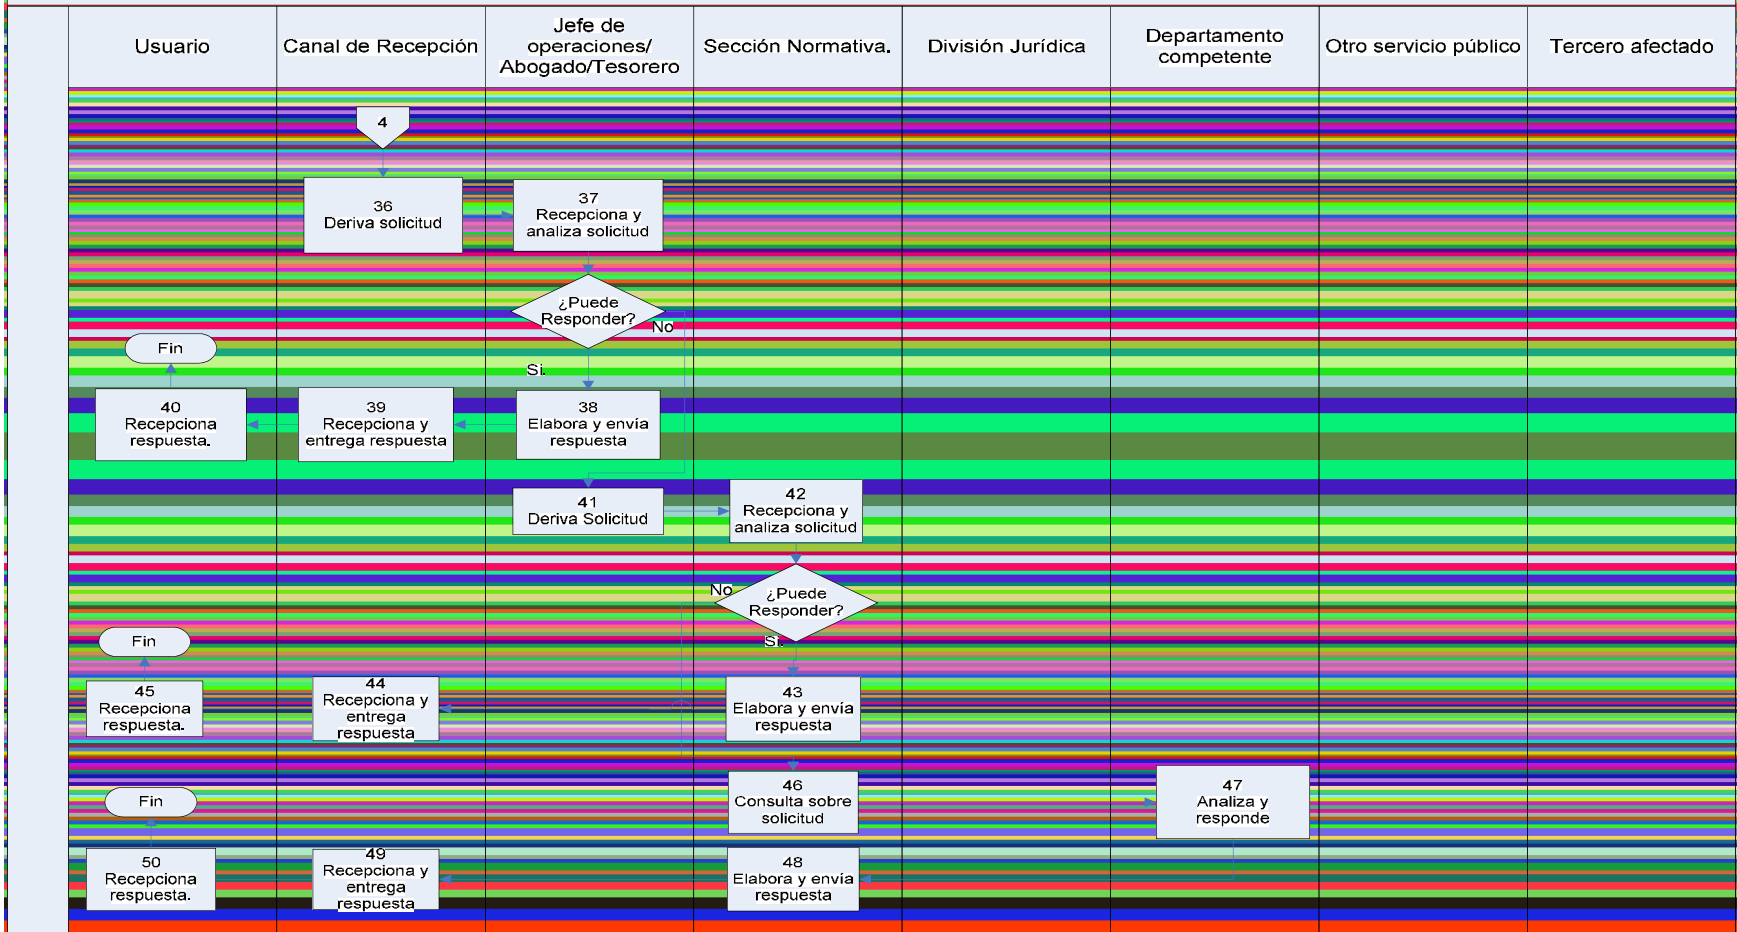 Usuario
Canal de Recepción
Jefe de
operaciones/
Abogado/Tesorero
Sección Normativa.
División Jurídica
Departamento
competente
Otro servicio público
Tercero afectado
4
36
Deriva solicitud
37
Recepciona y
analiza solicitud
¿Puede
Responder?
No
Fin
Si.
40
Recepciona
respuesta.
39
Recepciona y
entrega respuesta
38
Elabora y envía
respuesta
41
Deriva Solicitud
42
Recepciona y
analiza solicitud
No
¿Puede
Responder?
Si.
Fin
45
Recepciona
respuesta.
44
Recepciona y
entrega
respuesta
43
Elabora y envía
respuesta
46
Consulta sobre
solicitud
47
Analiza y
responde
Fin
50
Recepciona
respuesta.
49
Recepciona y
entrega
respuesta
48
Elabora y envía
respuesta